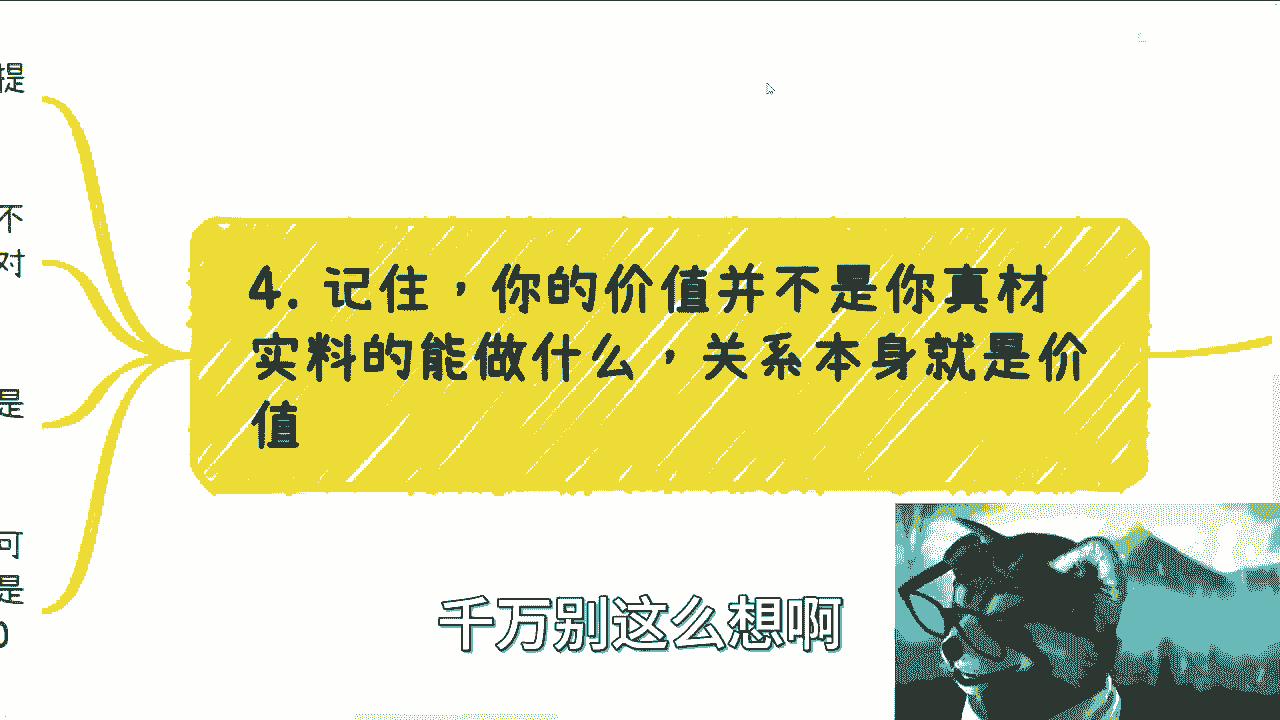 提
不
对
是
可
是
0
4. 记住，你的价值并不是你真材
实料的能做什么，关系本身就是价
值
千万别这么想啊